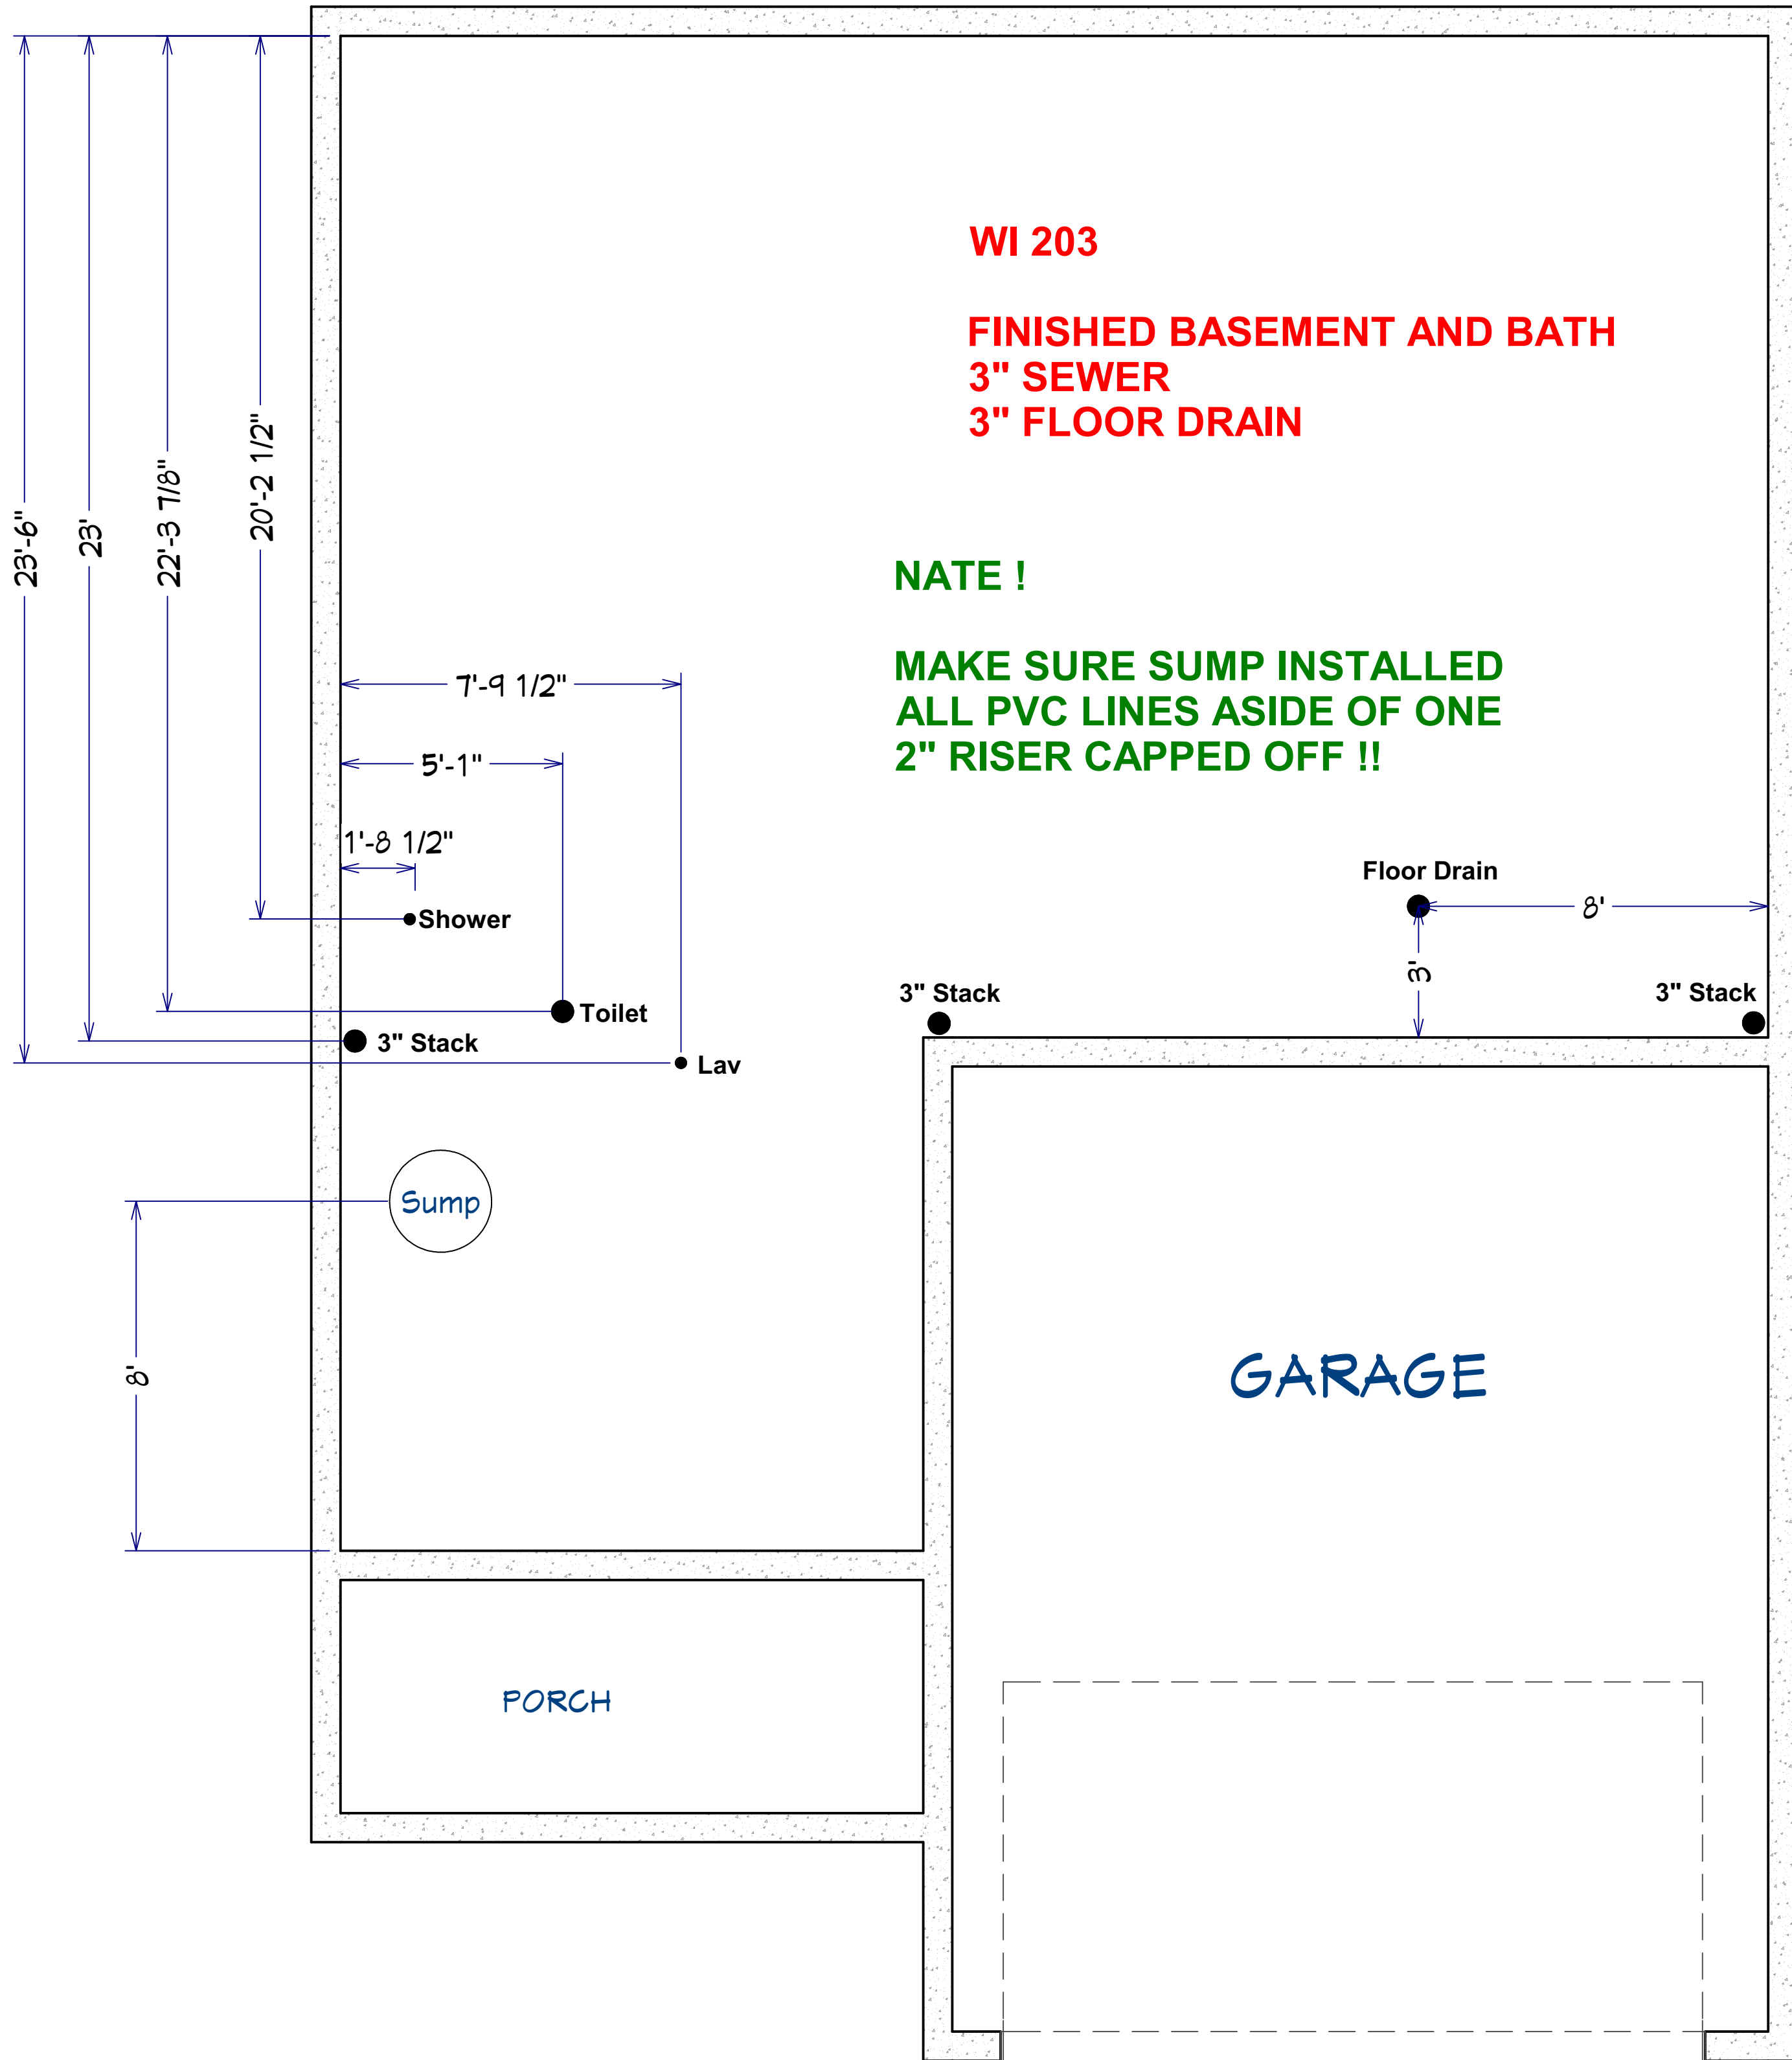 WI 203
FINISHED BASEMENT AND BATH
3" SEWER
3" FLOOR DRAIN
20'-2 1/2"
22'-3 7/8"
23'
23'-6"
NATE !
MAKE SURE SUMP INSTALLED
ALL PVC LINES ASIDE OF ONE
2" RISER CAPPED OFF !!
7'-9 1/2"
5'-1"
1'-8 1/2"
Shower
Floor Drain
8'
3'
3" Stack
3" Stack
Toilet
3" Stack
Lav
Sump
8'
GARAGE
PORCH